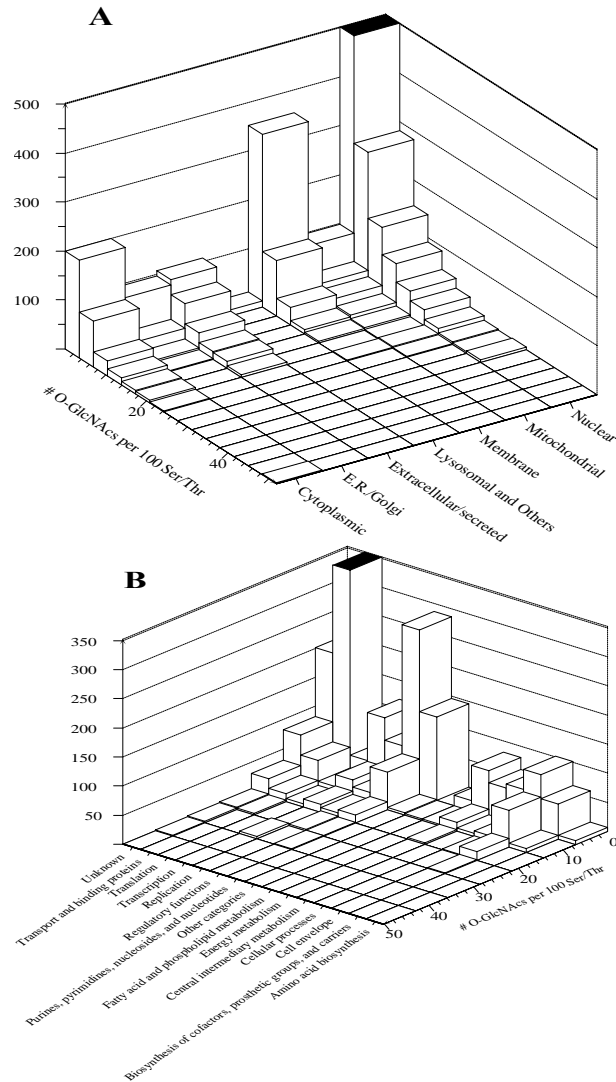 A
500
400
300
200
100
20
40
# O-GlcNAcs per 100 Ser/Thr
Cytoplasmic
E.R./Golgi
Extracellular/secreted
Lysosomal and Others
Membrane
Mitochondrial
Nuclear
B
350
300
250
200
150
100
50
Unknown
Transport and binding proteins
Translation
Transcription
Replication
Regulatory functions
Purines, pyrimidines, nucleosides, and nucleotides
Other categories
Fatty acid and phospholipid metabolism
Energy metabolism
Central intermediary metabolism
Cellular processes
Cell envelope
Biosynthesis of cofactors, prosthetic groups, and carriers
Amino acid biosynthesis
50
40
30
20
10
0
# O-GlcNAcs per 100 Ser/Thr